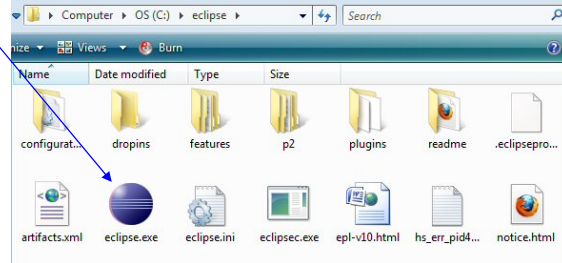 Computer ▸ OS (C:) ▸ eclipse ▸ Search
nize Views Burn
Name Date modified Type Size
configurat... dropins features p2 plugins readme .eclipsepro...
artifacts.xml eclipse.exe eclipse.ini eclipsec.exe epl-v10.html hs_err_pid4... notice.html